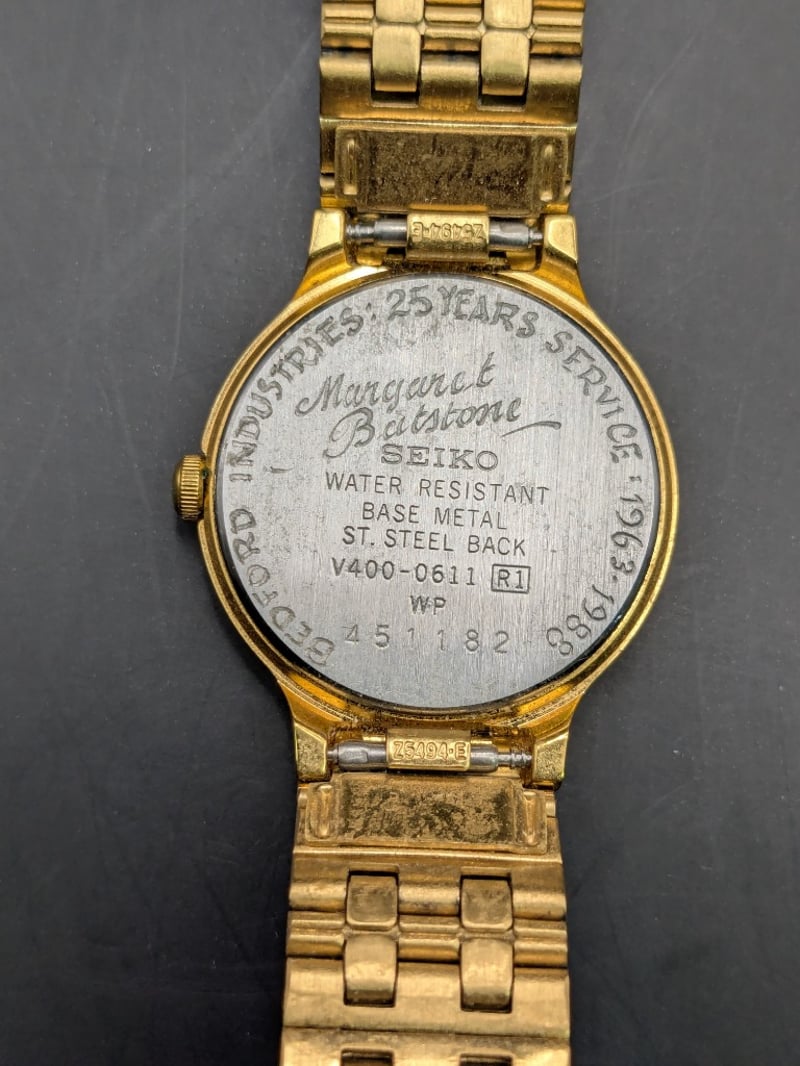 Z5494-E
BEDFORD INDUSTRIES: 25 YEARS SERVICE: 1963-1988
Margaret
Batstone
SEIKO
WATER RESISTANT
BASE METAL
ST. STEEL BACK
V400-0611 R1
WP
451182
Z5494-E